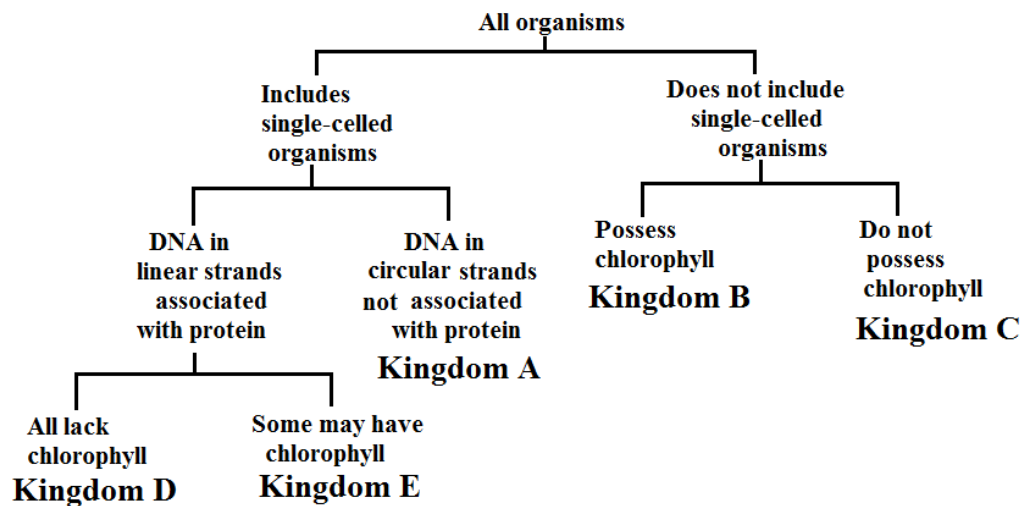 All organisms
Includes
single-celled
organisms
Does not include
single-celled
organisms
DNA in
linear strands
associated
with protein
DNA in
circular strands
not associated
with protein
Kingdom A
Possess
chlorophyll
Kingdom B
Do not
possess
chlorophyll
Kingdom C
All lack
chlorophyll
Kingdom D
Some may have
chlorophyll
Kingdom E